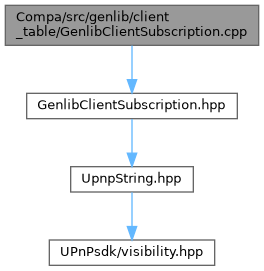 Compa/src/genlib/client
_table/GenlibClientSubscription.cpp
GenlibClientSubscription.hpp
UpnpString.hpp
UPnPsdk/visibility.hpp